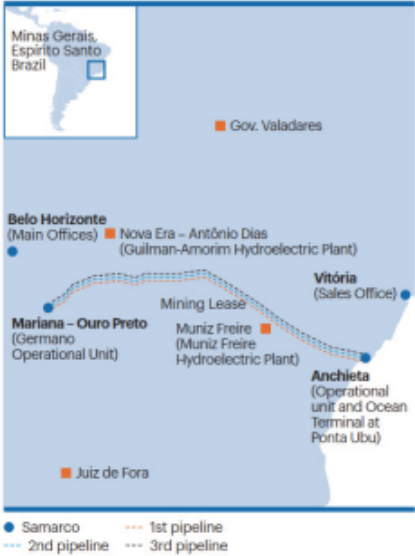 Minas Gerais,
Espírito Santo
Brazil
Gov. Valadares
Belo Horizonte
(Main Offices)
Nova Era – Antônio Dias
(Guilman-Amorim Hydroelectric Plant)
Vitória
(Sales Office)
Mining Lease
Mariana – Ouro Preto
(Germano
Operational Unit)
Muniz Freire
(Muniz Freire
Hydroelectric Plant)
Anchieta
(Operational
unit and Ocean
Terminal at
Ponta Ubu)
Juiz de Fora
Samarco
1st pipeline
2nd pipeline
3rd pipeline